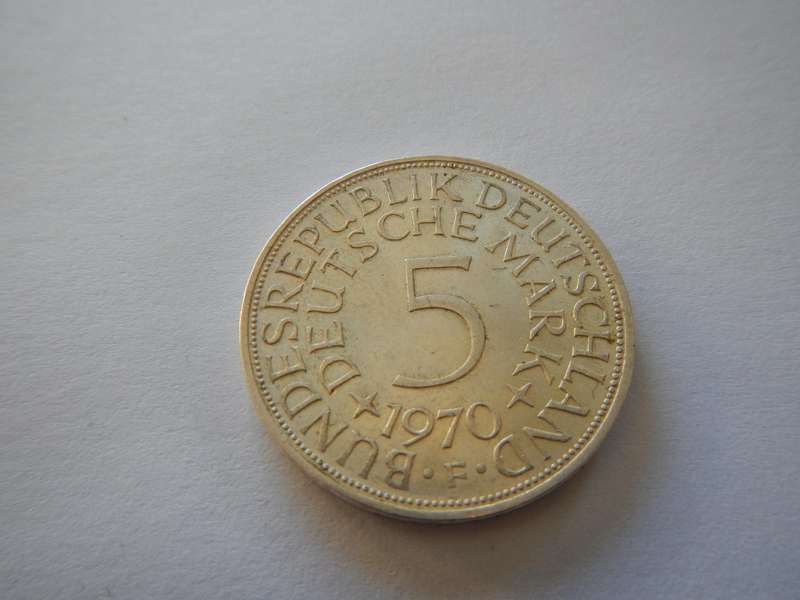 BUNDESREPUBLIK DEUTSCHLAND
DEUTSCHE MARK
5
1970
F